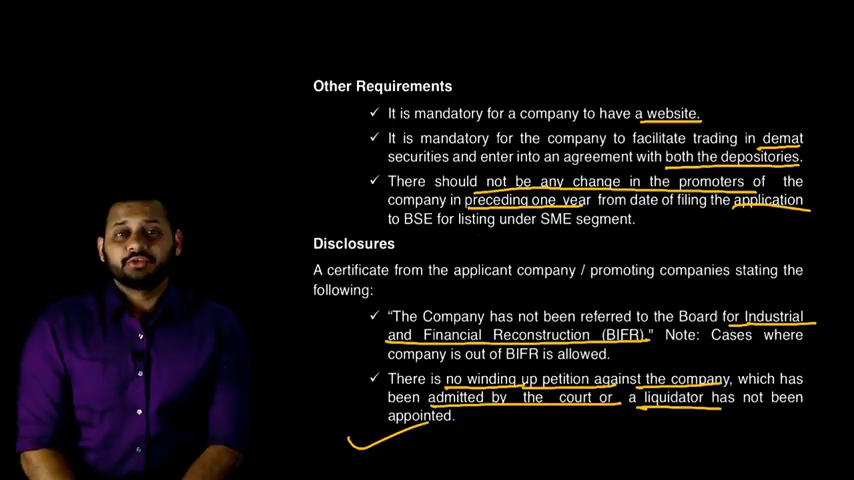 Other Requirements
✓ It is mandatory for a company to have a website.
✓ It is mandatory for the company to facilitate trading in demat
securities and enter into an agreement with both the depositories.
✓ There should not be any change in the promoters of the
company in preceding one year from date of filing the application
to BSE for listing under SME segment.
Disclosures
A certificate from the applicant company / promoting companies stating the
following:
✓ “The Company has not been referred to the Board for Industrial
and Financial Reconstruction (BIFR)." Note: Cases where
company is out of BIFR is allowed.
✓ There is no winding up petition against the company, which has
been admitted by the court or a liquidator has not been
appointed.